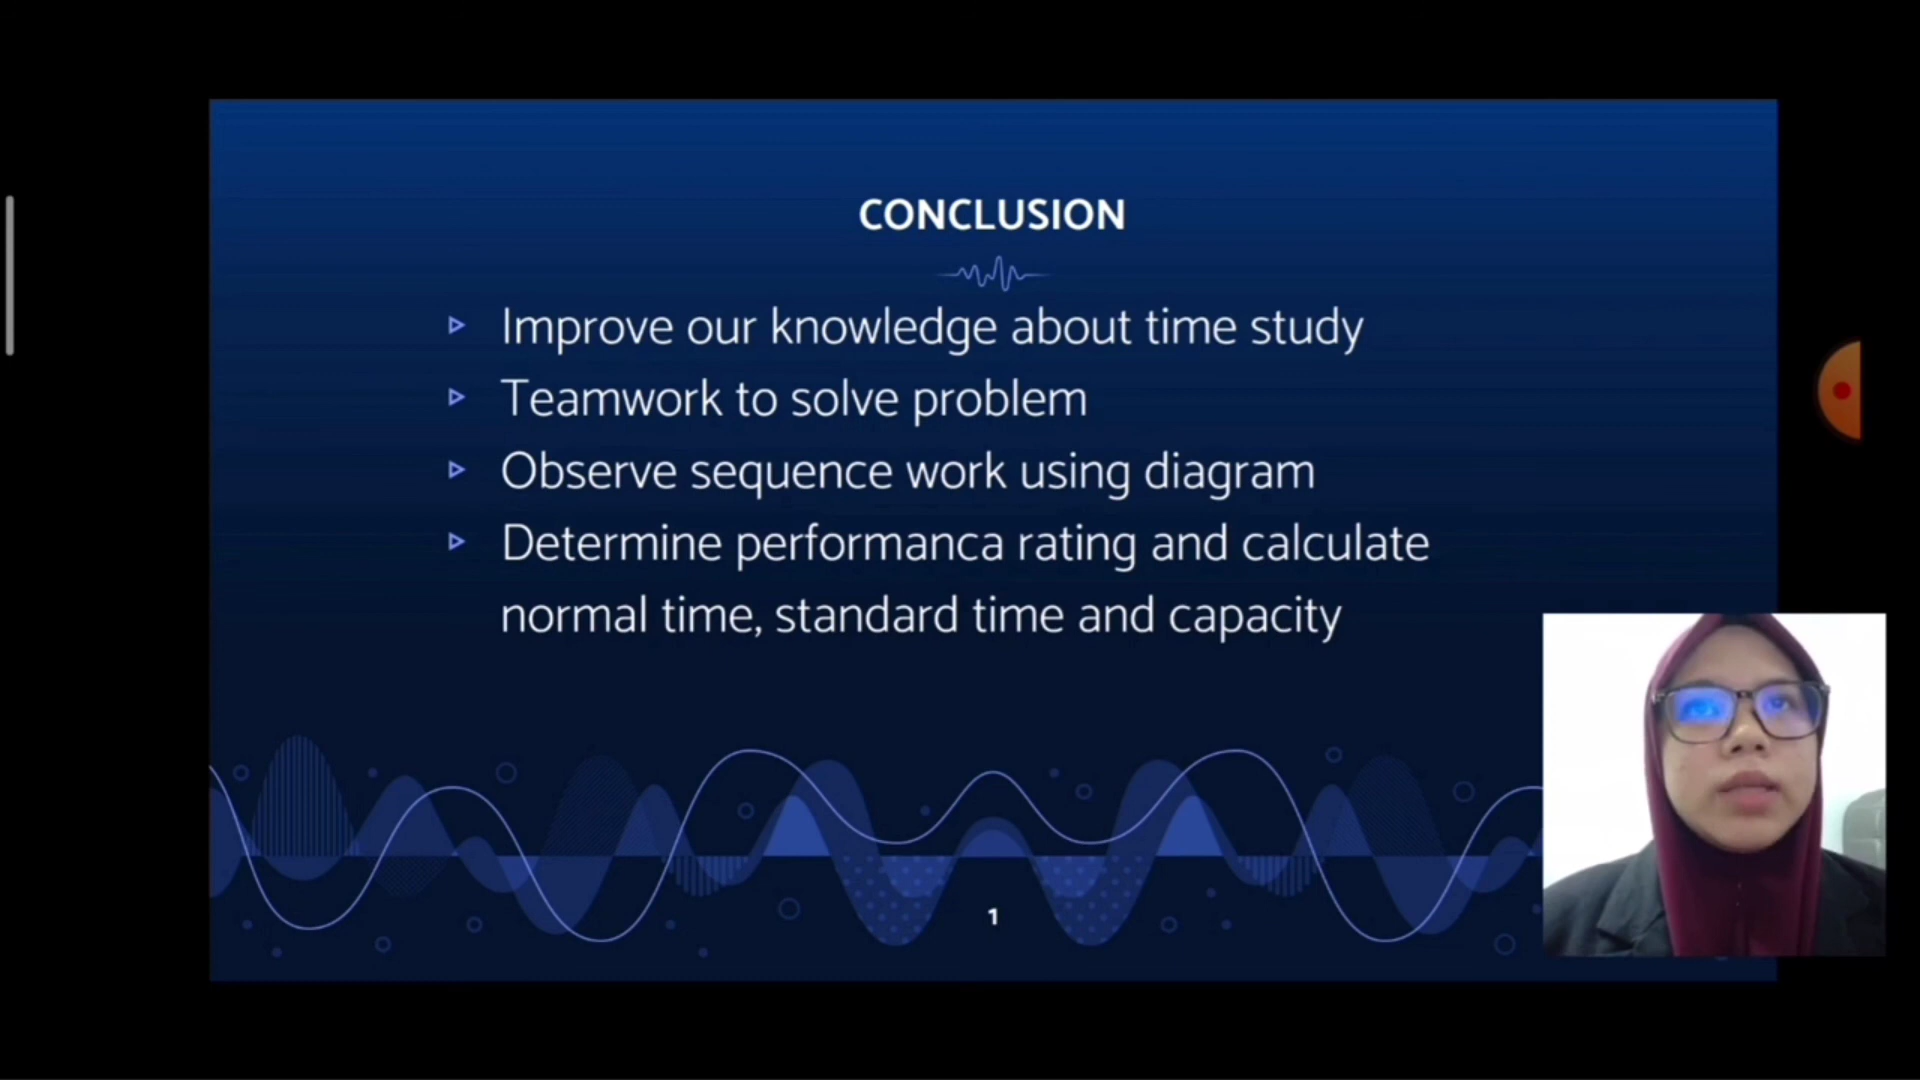 CONCLUSION
Improve our knowledge about time study
Teamwork to solve problem
Observe sequence work using diagram
Determine performanca rating and calculate
normal time, standard time and capacity
1